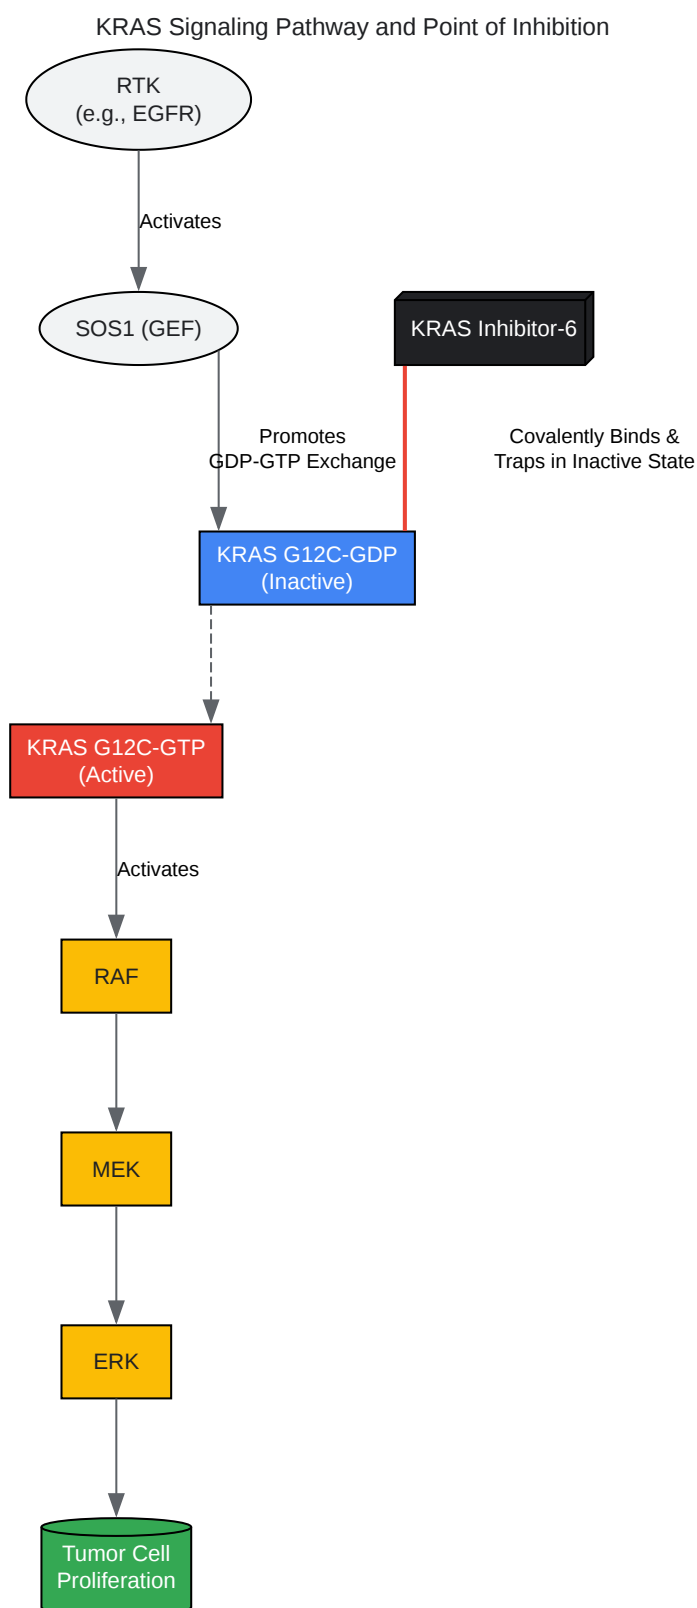 KRAS Signaling Pathway and Point of Inhibition
RTK
(e.g., EGFR)
Activates
SOS1 (GEF)
KRAS Inhibitor-6
Promotes
GDP-GTP Exchange
Covalently Binds &
Traps in Inactive State
KRAS G12C-GDP
(Inactive)
KRAS G12C-GTP
(Active)
Activates
RAF
MEK
ERK
Tumor Cell
Proliferation